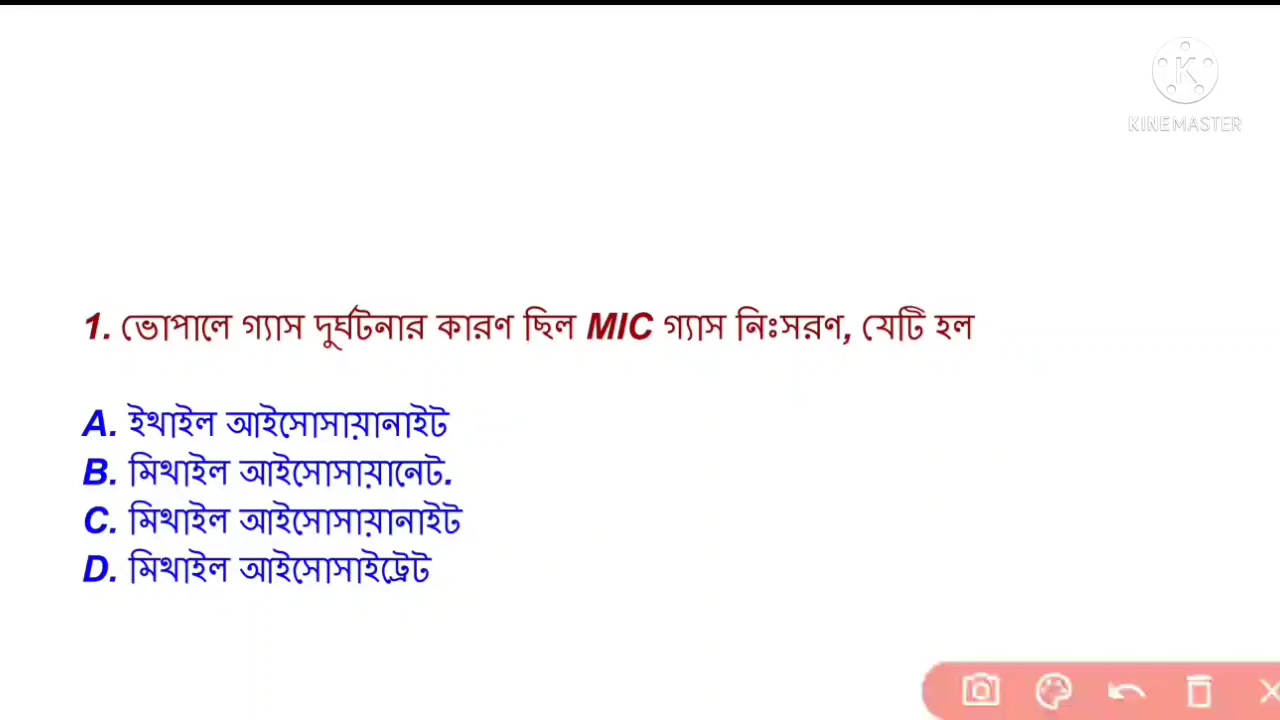 KINEMASTER
1. ভোপালে গ্যাস দুর্ঘটনার কারণ ছিল MIC গ্যাস নিঃসরণ, যেটি হল
A. ইথাইল আইসোসায়ানাইট
B. মিথাইল আইসোসায়ানেট.
C. মিথাইল আইসোসায়ানাইট
D. মিথাইল আইসোসাইট্রেট